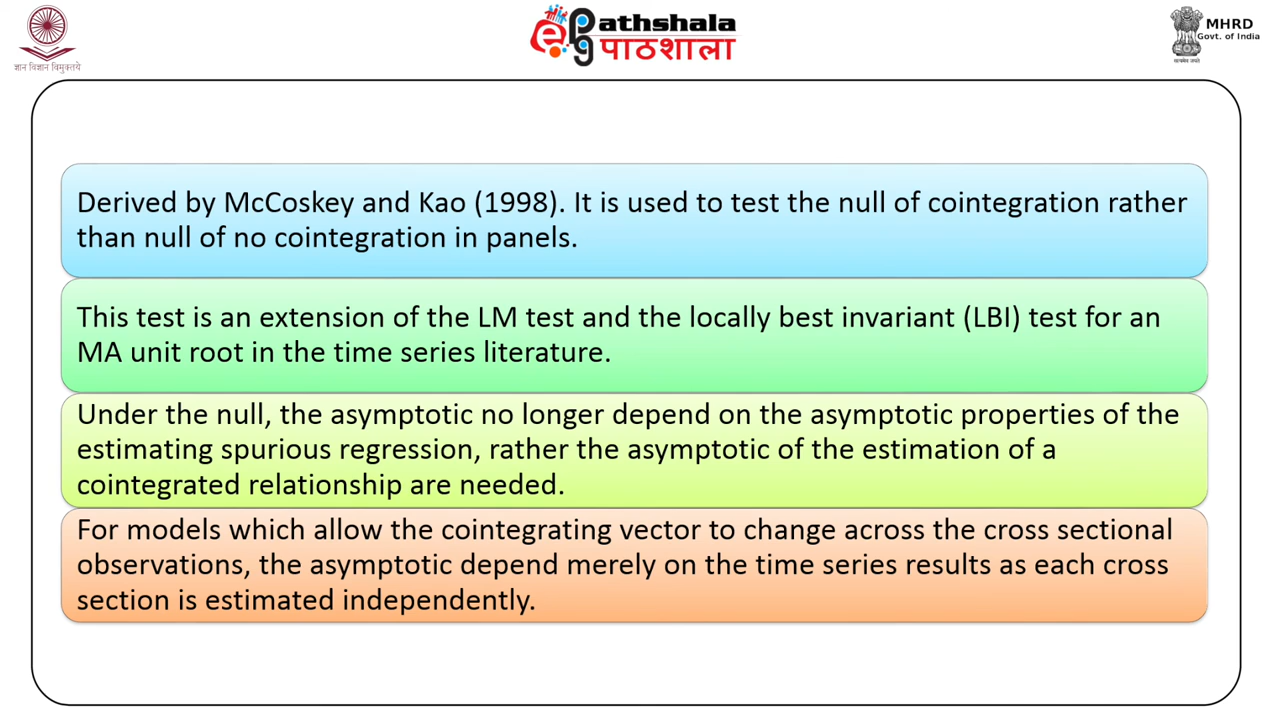 ज्ञान विज्ञान विमुक्तये
ePathshala
पाठशाला
MHRD
Govt. of India
सत्यमेव जयते
Derived by McCoskey and Kao (1998). It is used to test the null of cointegration rather
than null of no cointegration in panels.
This test is an extension of the LM test and the locally best invariant (LBI) test for an
MA unit root in the time series literature.
Under the null, the asymptotic no longer depend on the asymptotic properties of the
estimating spurious regression, rather the asymptotic of the estimation of a
cointegrated relationship are needed.
For models which allow the cointegrating vector to change across the cross sectional
observations, the asymptotic depend merely on the time series results as each cross
section is estimated independently.